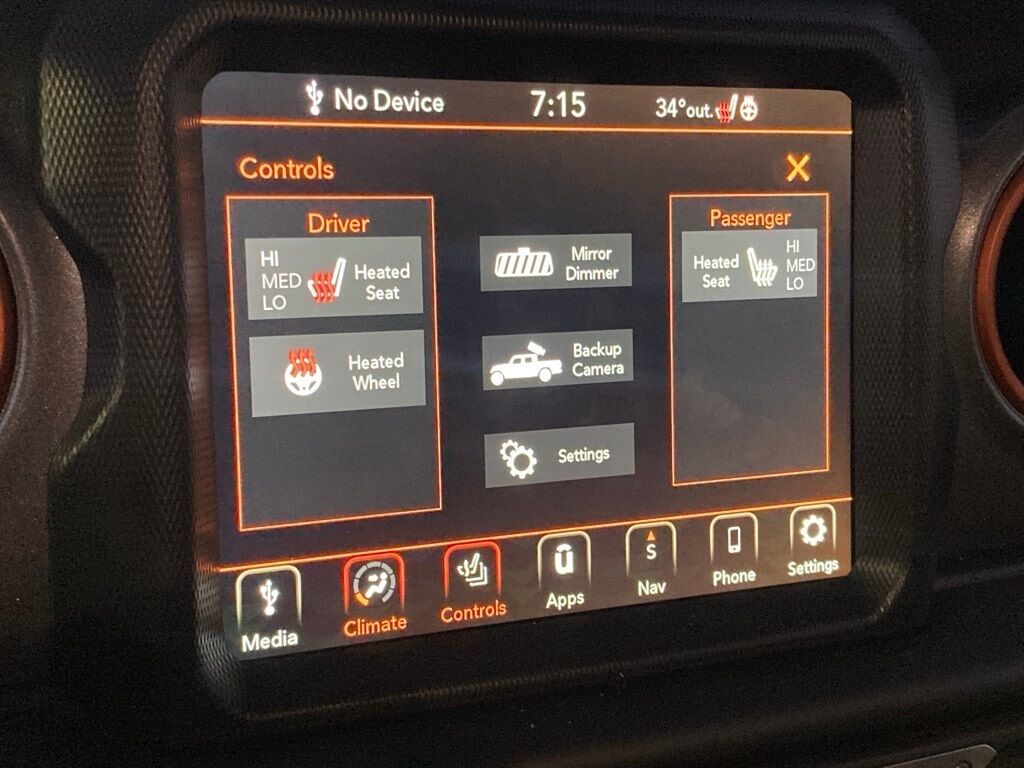 No Device
7:15
34°out.
Controls
X
Driver
HI
MED
LO
Heated
Seat
Heated
Wheel
Mirror
Dimmer
Backup
Camera
Settings
Passenger
Heated
Seat
HI
MED
LO
Media
Climate
Controls
ū
Apps
S
Nav
Phone
Settings